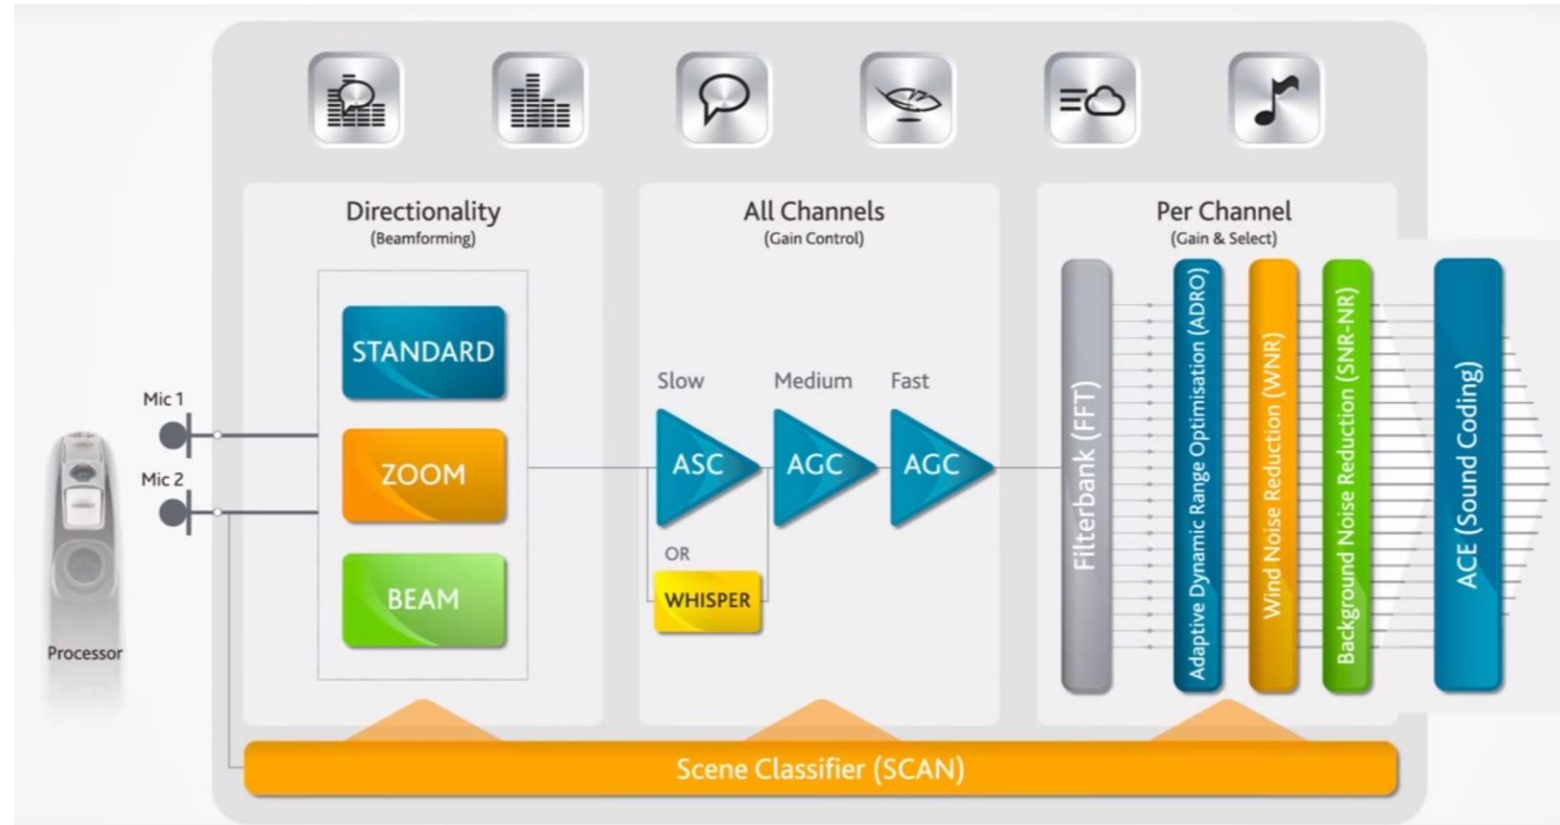 Directionality
(Beamforming)
All Channels
(Gain Control)
Per Channel
(Gain & Select)
STANDARD
ZOOM
BEAM
Mic 1
Mic 2
Processor
Slow
Medium
Fast
ASC
AGC
AGC
OR
WHISPER
Filterbank (FFT)
Adaptive Dynamic Range Optimisation (ADRO)
Wind Noise Reduction (WNR)
Background Noise Reduction (SNR-NR)
ACE (Sound Coding)
Scene Classifier (SCAN)